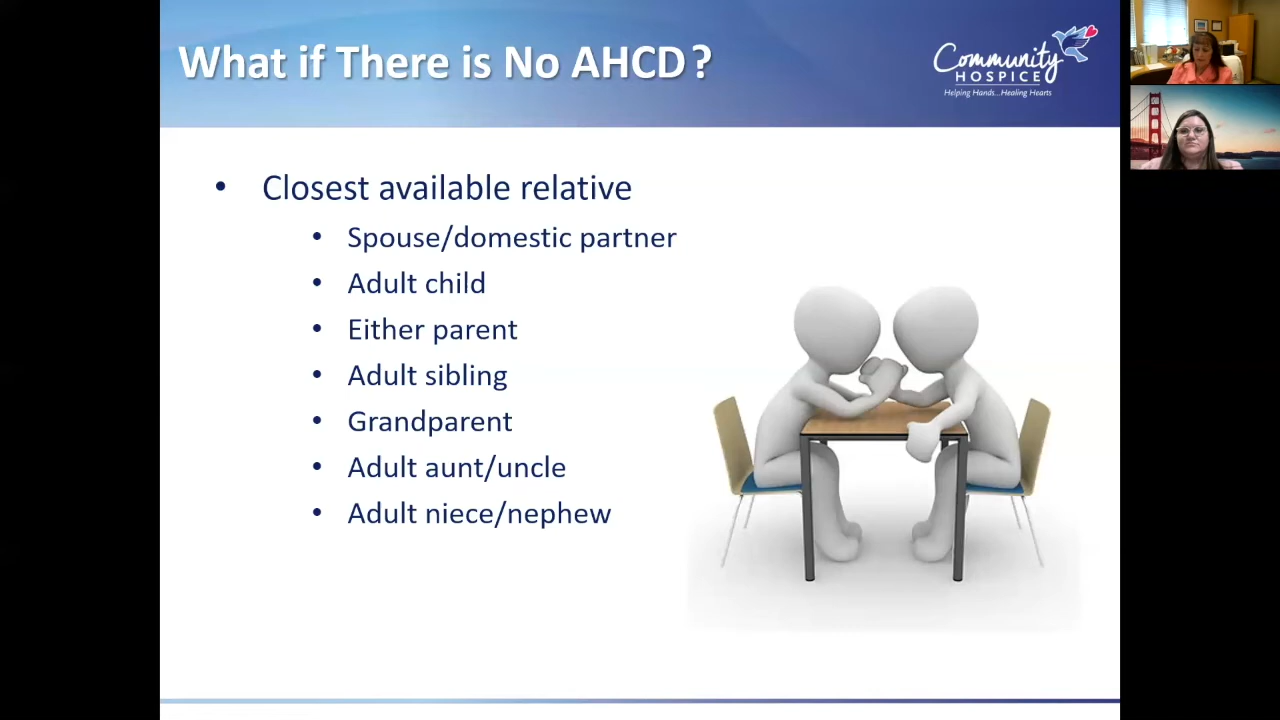 What if There is No AHCD?
Community
HOSPICE
Helping Hands...Healing Hearts
• Closest available relative
• Spouse/domestic partner
• Adult child
• Either parent
• Adult sibling
• Grandparent
• Adult aunt/uncle
• Adult niece/nephew